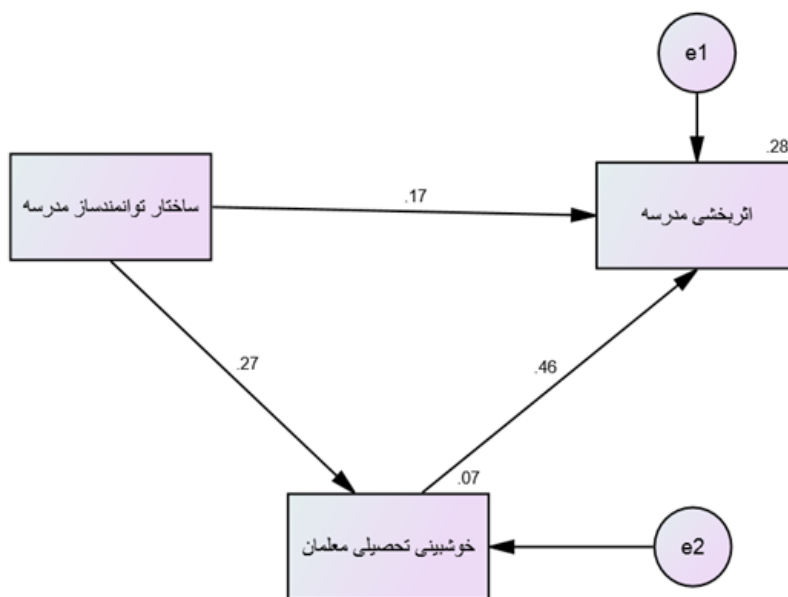 e1
.28
ساختار توانمندساز مدرسه
.17
اثربخشی مدرسه
.27
.46
.07
خوشبینی تحصیلی معلمان
e2